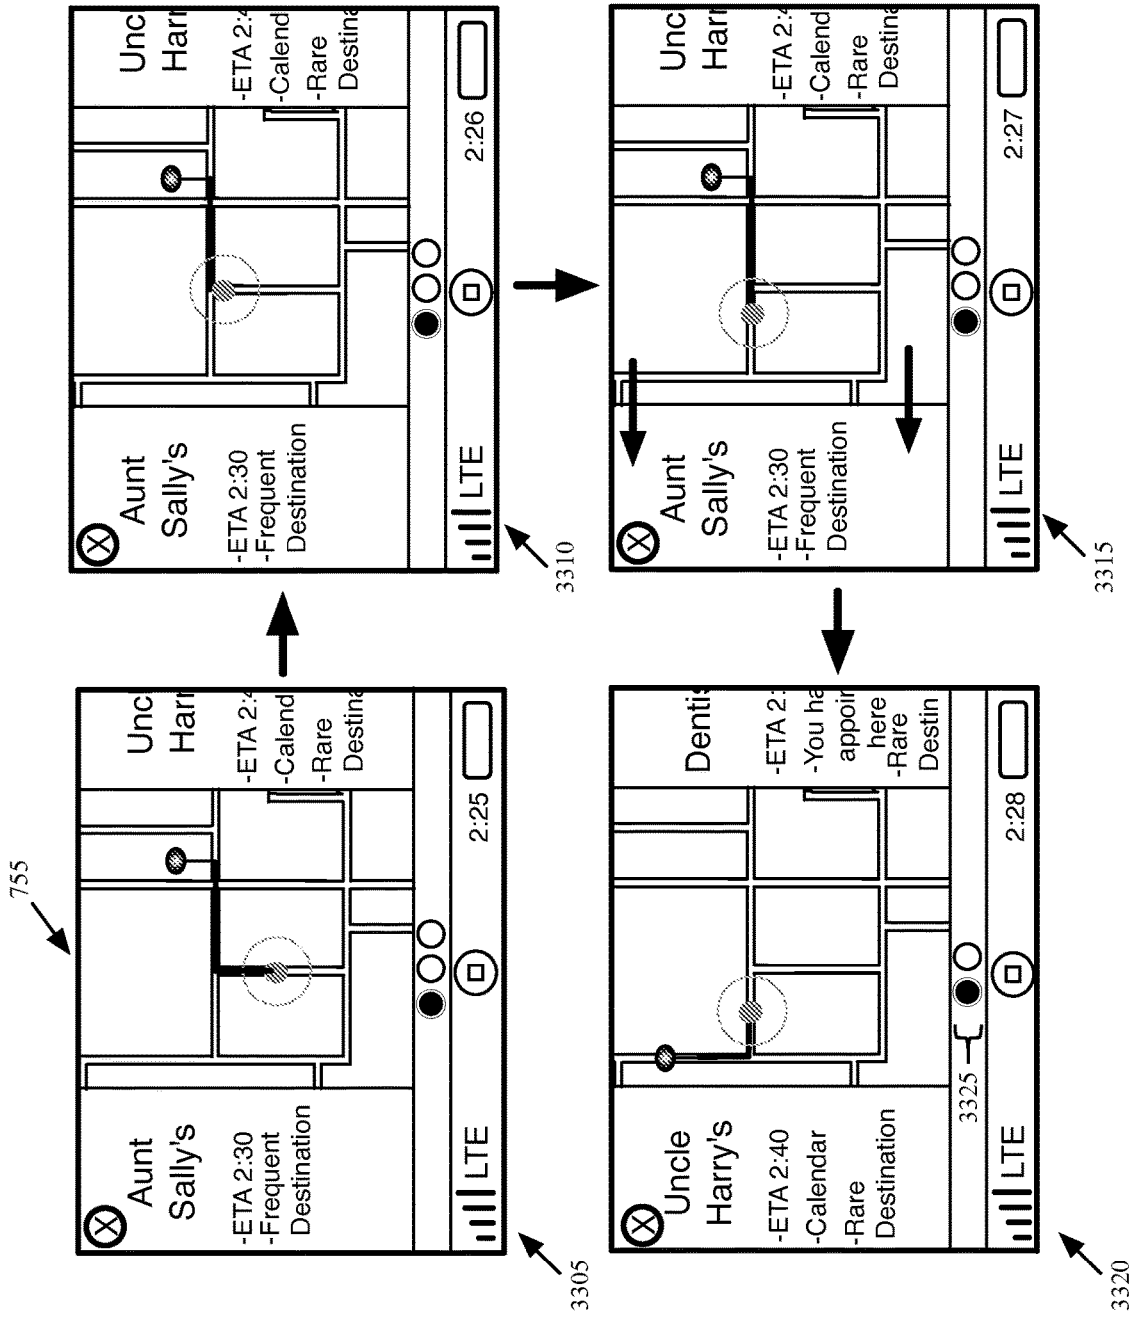 755
X
Aunt
Sally's
-ETA 2:30
-Frequent
Destination
Uncl
Harr
-ETA 2:4
-Calend
-Rare
Destina
LTE
2:25
3305
X
Aunt
Sally's
-ETA 2:30
-Frequent
Destination
Uncl
Harr
-ETA 2:4
-Calend
-Rare
Destina
LTE
2:26
3310
X
Uncle
Harry's
-ETA 2:40
-Calendar
-Rare
Destination
Dentis
-ETA 2:
-You ha
appoin
here
-Rare
Destin
3325
LTE
2:28
3320
X
Aunt
Sally's
-ETA 2:30
-Frequent
Destination
Uncl
Harr
-ETA 2:4
-Calend
-Rare
Destina
LTE
2:27
3315